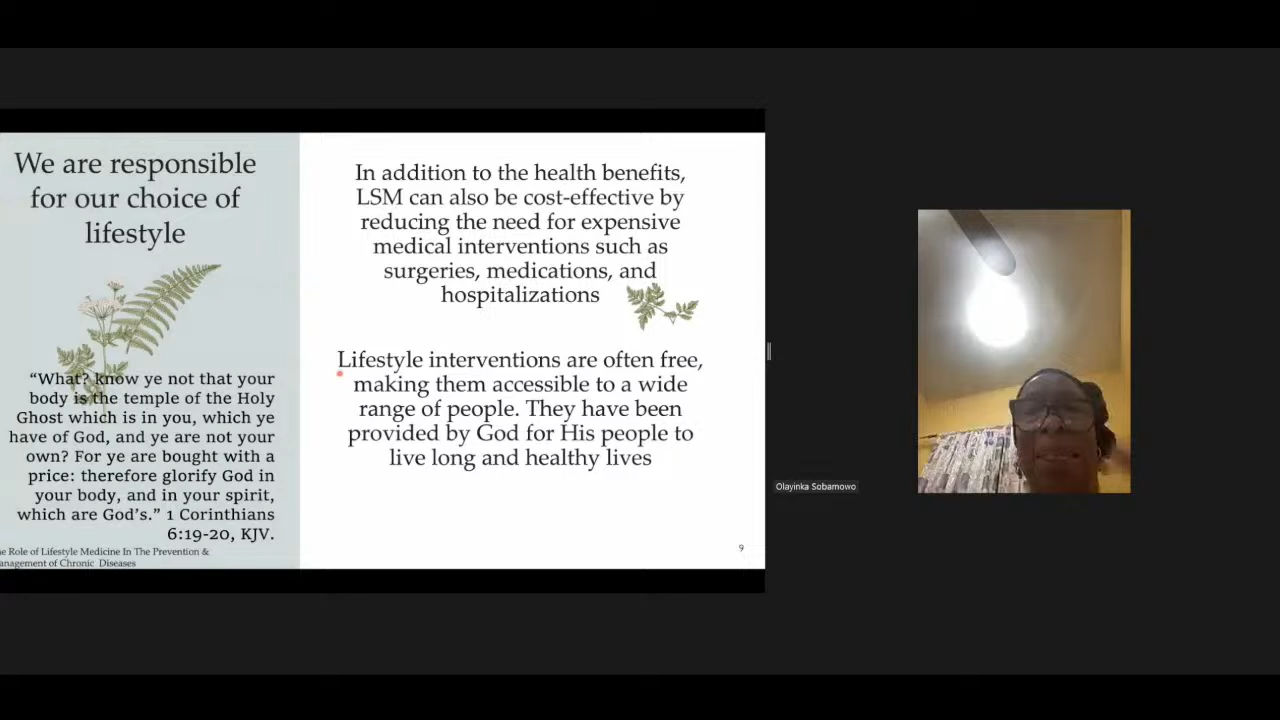 We are responsible
for our choice of
lifestyle
“What? know ye not that your
body is the temple of the Holy
Ghost which is in you, which ye
have of God, and ye are not your
own? For ye are bought with a
price: therefore glorify God in
your body, and in your spirit,
which are God’s.” 1 Corinthians
6:19-20, KJV.
e Role of Lifestyle Medicine In The Prevention &
anagement of Chronic Diseases
In addition to the health benefits,
LSM can also be cost-effective by
reducing the need for expensive
medical interventions such as
surgeries, medications, and
hospitalizations
Lifestyle interventions are often free,
making them accessible to a wide
range of people. They have been
provided by God for His people to
live long and healthy lives
9
Olayinka Sobamowo